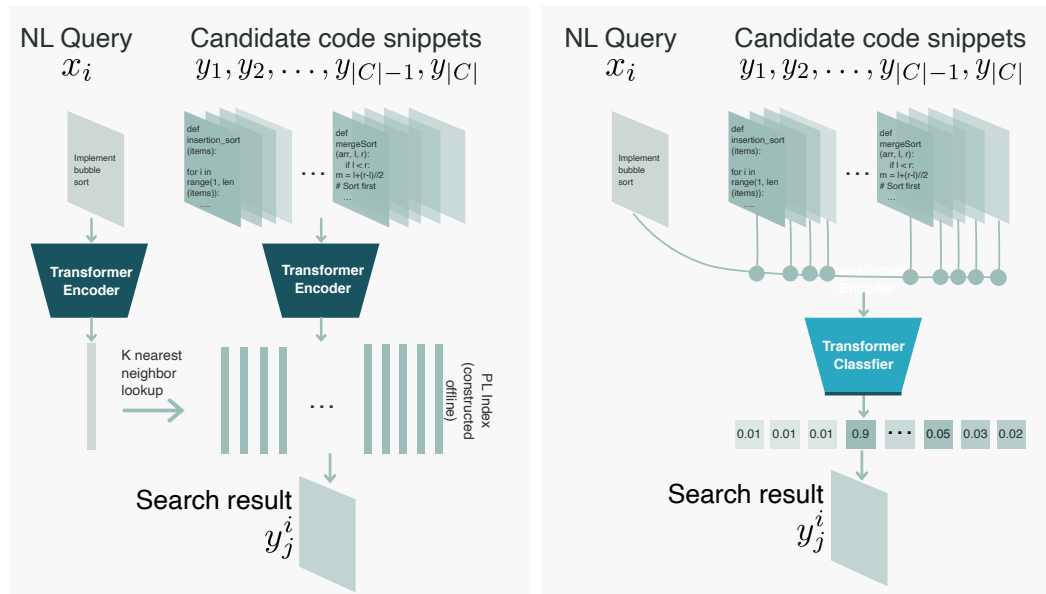 NL Query
x_i
Candidate code snippets
y_1, y_2, . . . , y_{|C|-1}, y_{|C|}
Implement
bubble
sort
def
insertion_sort
(items):
for i in
range(1, len
(items)):
....
...
def
mergeSort
(arr, l, r):
if l < r:
m = l+(r-l)//2
# Sort first
...
Transformer
Encoder
Transformer
Encoder
K nearest
neighbor
lookup
...
PL Index
(constructed
offline)
Search result
y_j^i
NL Query
x_i
Candidate code snippets
y_1, y_2, . . . , y_{|C|-1}, y_{|C|}
Implement
bubble
sort
def
insertion_sort
(items):
for i in
range(1, len
(items)):
....
...
def
mergeSort
(arr, l, r):
if l < r:
m = l+(r-l)//2
# Sort first
...
Transformer
Encoder
Transformer
Classfier
0.01 0.01 0.01 0.9 ... 0.05 0.03 0.02
Search result
y_j^i